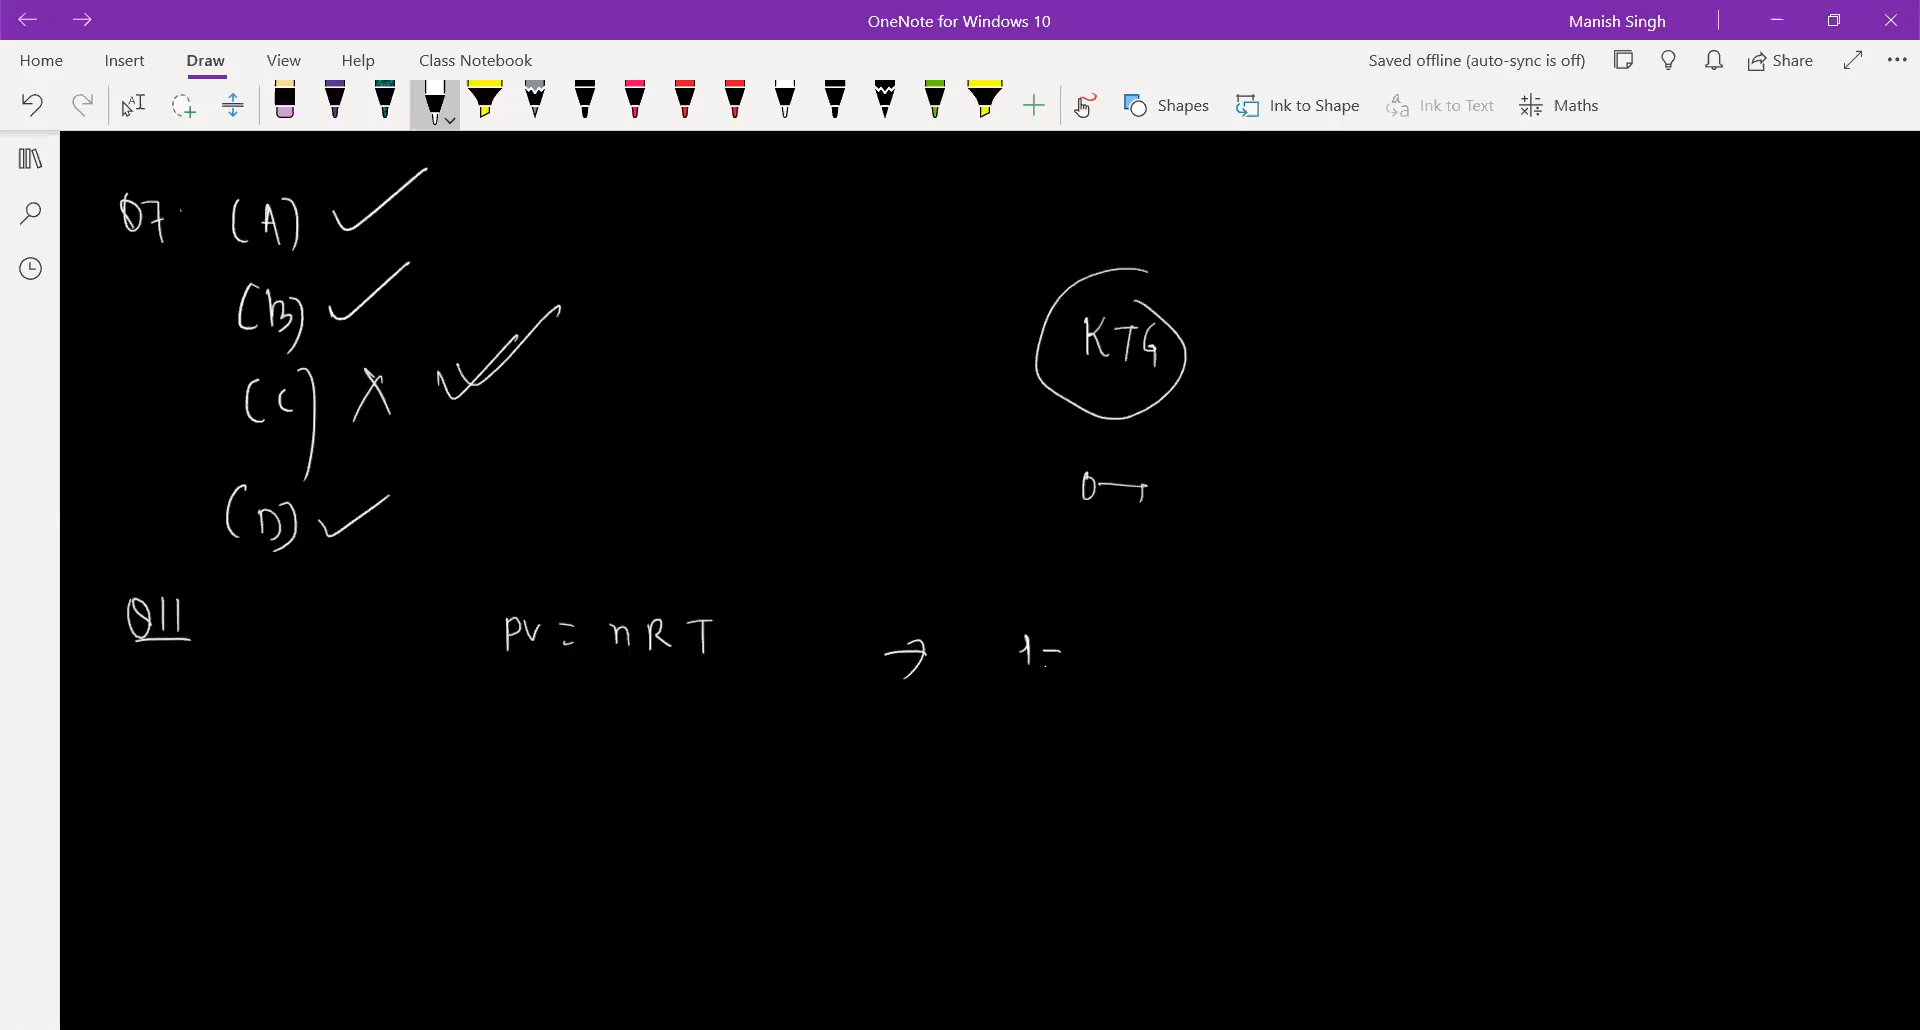 OneNote for Windows 10
Manish Singh
Home Insert Draw View Help Class Notebook
Saved offline (auto-sync is off) Share
Shapes Ink to Shape Ink to Text Maths
Q7. (A) ✓
(B) ✓
KTG
(C) X ✓
(D) ✓
Q11 PV = nRT →